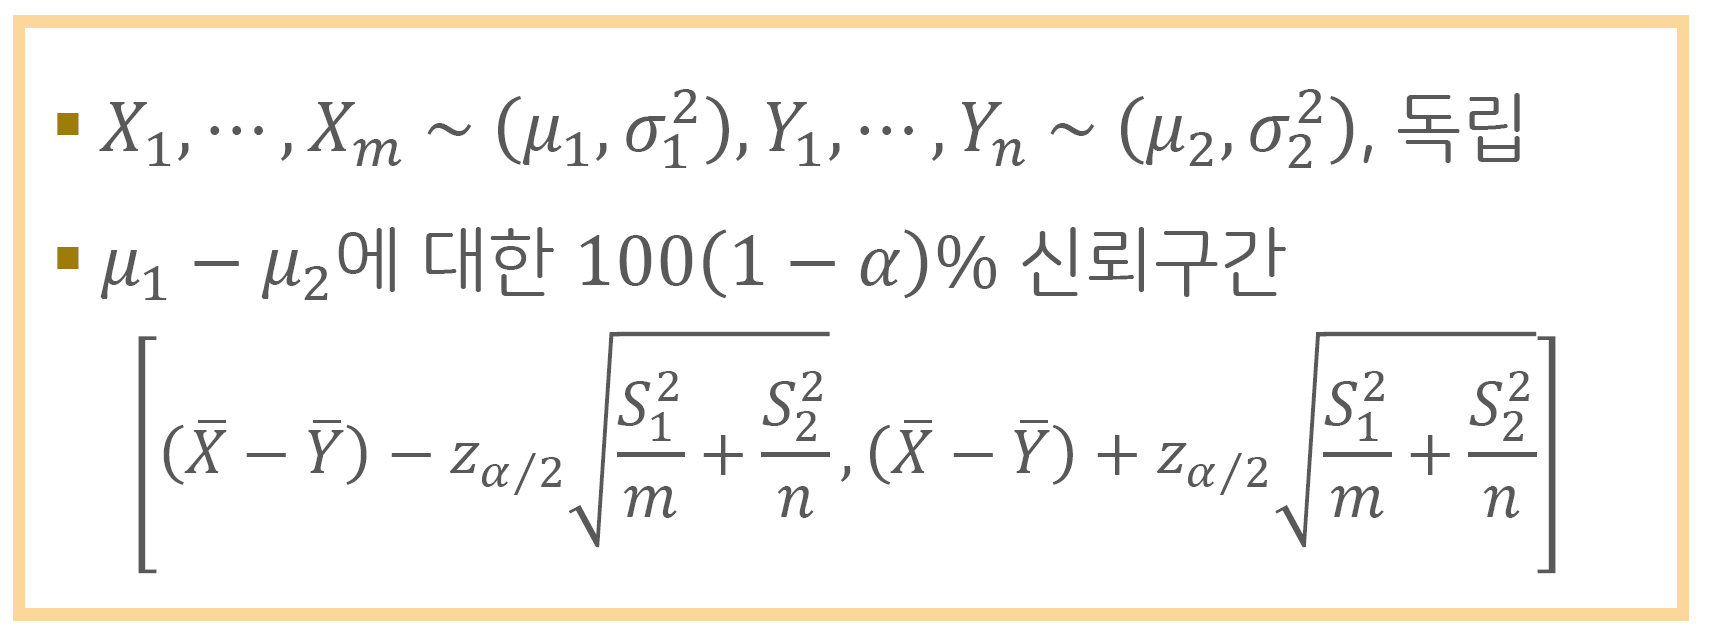 ▪ X₁, ⋯ , Xₘ ~ (μ₁, σ₁²), Y₁, ⋯ , Yₙ ~ (μ₂, σ₂²), 독립
▪ μ₁ − μ₂에 대한 100(1 − α)% 신뢰구간
[(X̅ − Y̅) − z_{α/2}√(S₁²/m + S₂²/n), (X̅ − Y̅) + z_{α/2}√(S₁²/m + S₂²/n)]